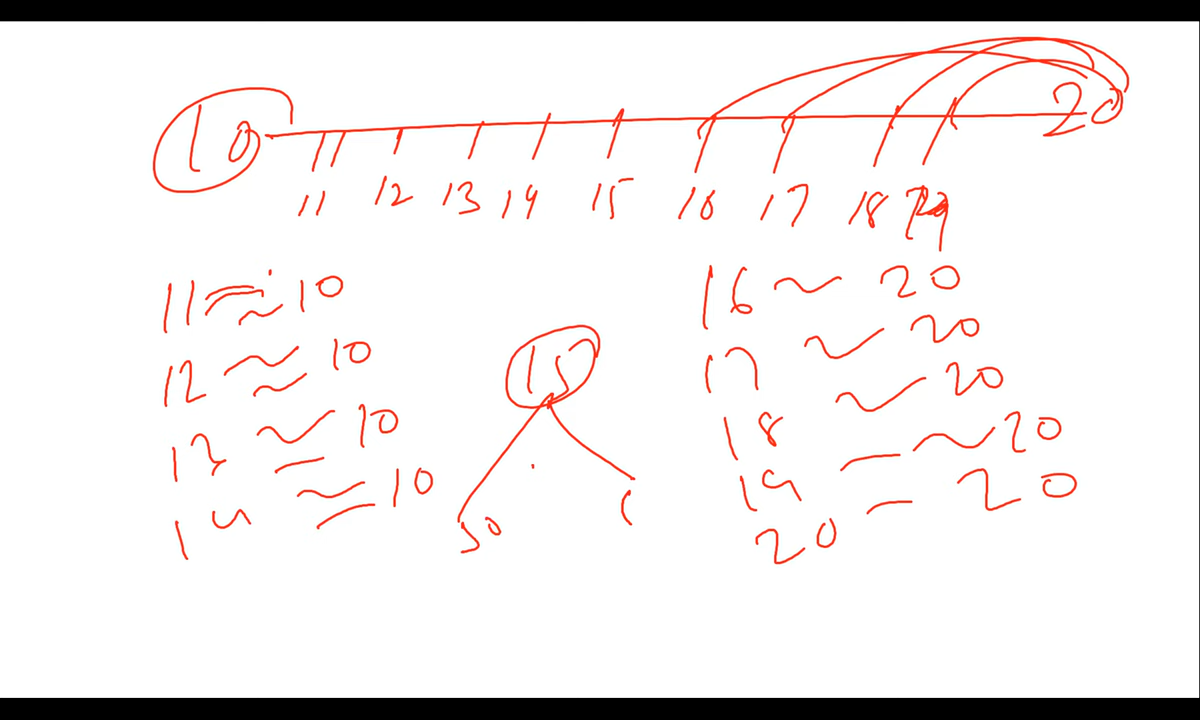 10 20
11 12 13 14 15 16 17 18 19
11 ≈ 10
12 ≈ 10
13 ≈ 10
14 ≈ 10
15
16 ~ 20
17 ~ 20
18 ~ 20
19 ~ 20
20 - 20